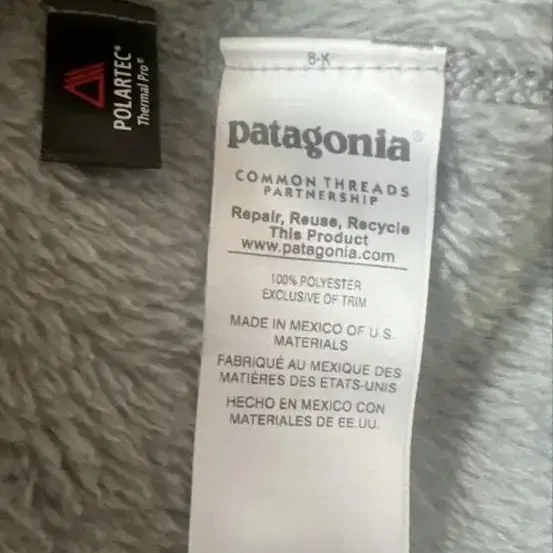 POLARTEC®
Thermal Pro®
B-K
patagonia®
COMMON THREADS
PARTNERSHIP
Repair, Reuse, Recycle
This Product
www.patagonia.com
100% POLYESTER
EXCLUSIVE OF TRIM
MADE IN MEXICO OF U.S.
MATERIALS
FABRIQUÉ AU MEXIQUE DES
MATIÈRES DES ETATS-UNIS
HECHO EN MEXICO CON
MATERIALES DE EE.UU.